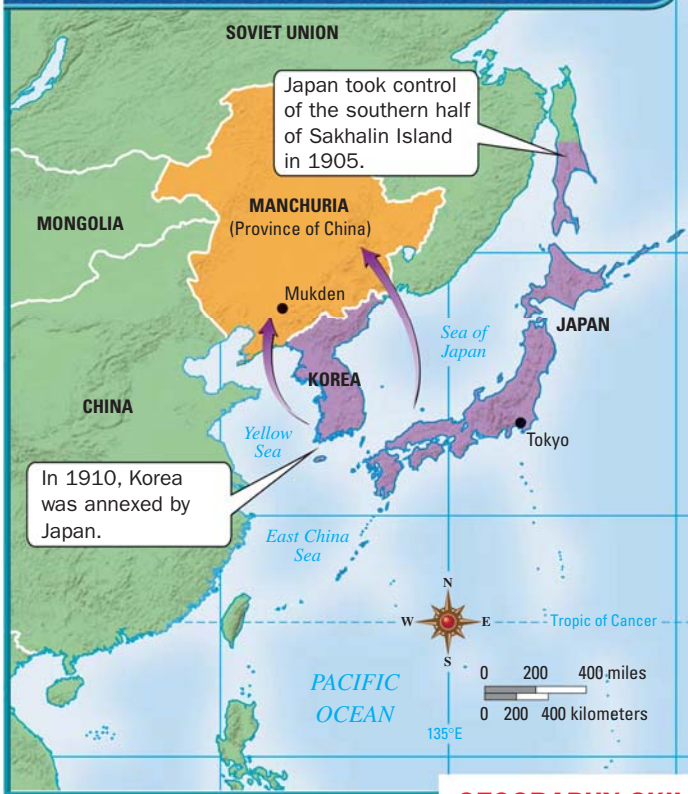 SOVIET UNION
Japan took control
of the southern half
of Sakhalin Island
in 1905.
MANCHURIA
(Province of China)
MONGOLIA
Mukden
Sea of
Japan
JAPAN
KOREA
CHINA
Yellow
Sea
Tokyo
In 1910, Korea
was annexed by
Japan.
East China
Sea
N
W
E
S
Tropic of Cancer
PACIFIC
OCEAN
0 200 400 miles
0 200 400 kilometers
135°E